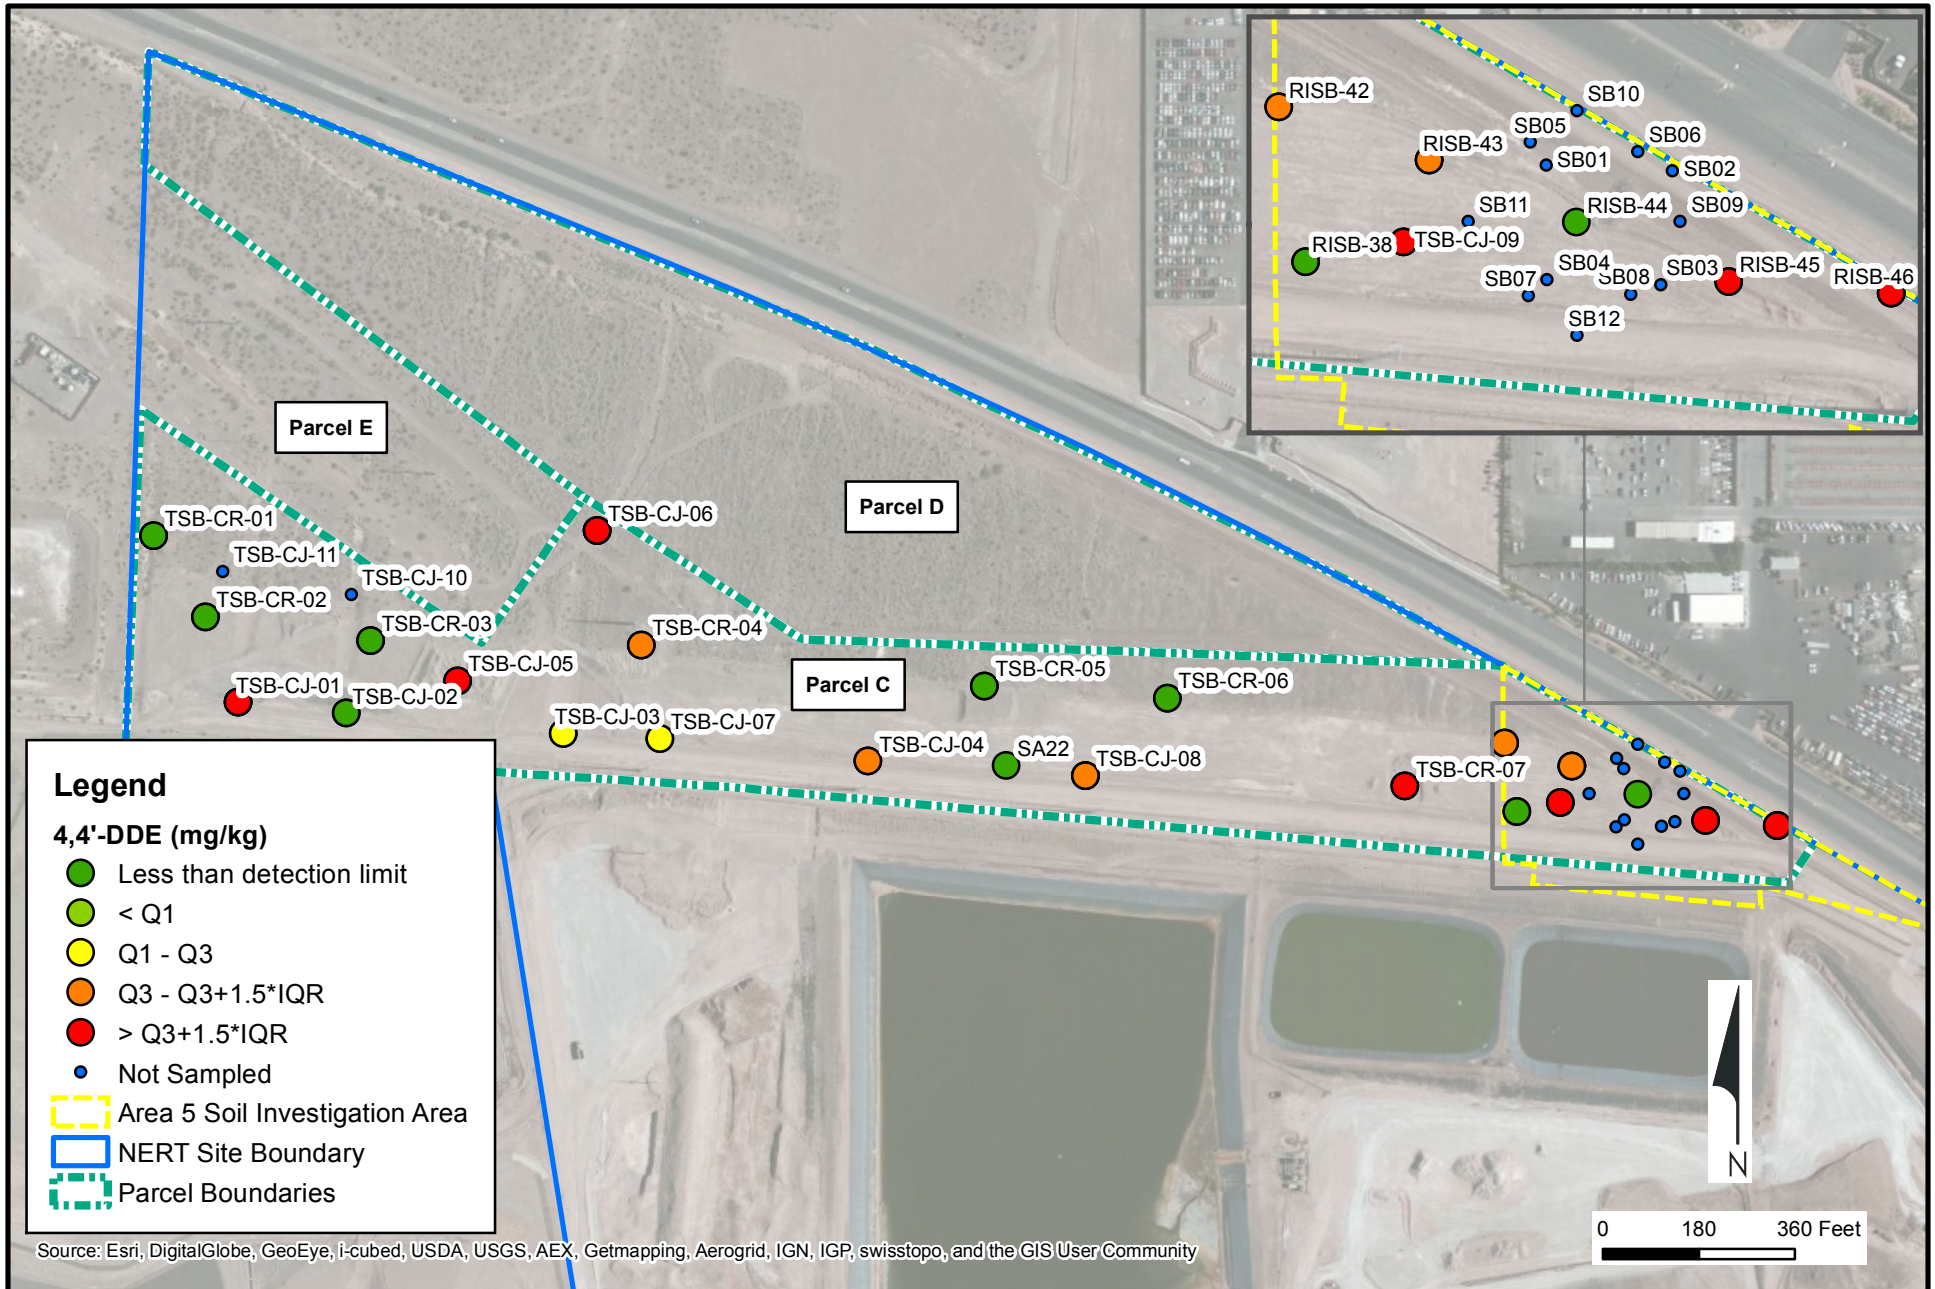 RISB-42
SB10
SB05
SB06
RISB-43
SB01
SB02
SB11
RISB-44
SB09
RISB-38
TSB-CJ-09
SB04
SB07
SB08
SB03
RISB-45
RISB-46
SB12
Parcel E
Parcel D
TSB-CR-01
TSB-CJ-06
TSB-CJ-11
TSB-CJ-10
TSB-CR-02
TSB-CR-03
TSB-CR-04
TSB-CJ-05
TSB-CR-05
TSB-CR-06
Parcel C
TSB-CJ-01
TSB-CJ-02
TSB-CJ-03
TSB-CJ-07
TSB-CJ-04
SA22
TSB-CJ-08
TSB-CR-07
Legend
4,4'-DDE (mg/kg)
Less than detection limit
< Q1
Q1 - Q3
Q3 - Q3+1.5*IQR
> Q3+1.5*IQR
Not Sampled
Area 5 Soil Investigation Area
NERT Site Boundary
Parcel Boundaries
N
0 180 360 Feet
Source: Esri, DigitalGlobe, GeoEye, i-cubed, USDA, USGS, AEX, Getmapping, Aerogrid, IGN, IGP, swisstopo, and the GIS User Community